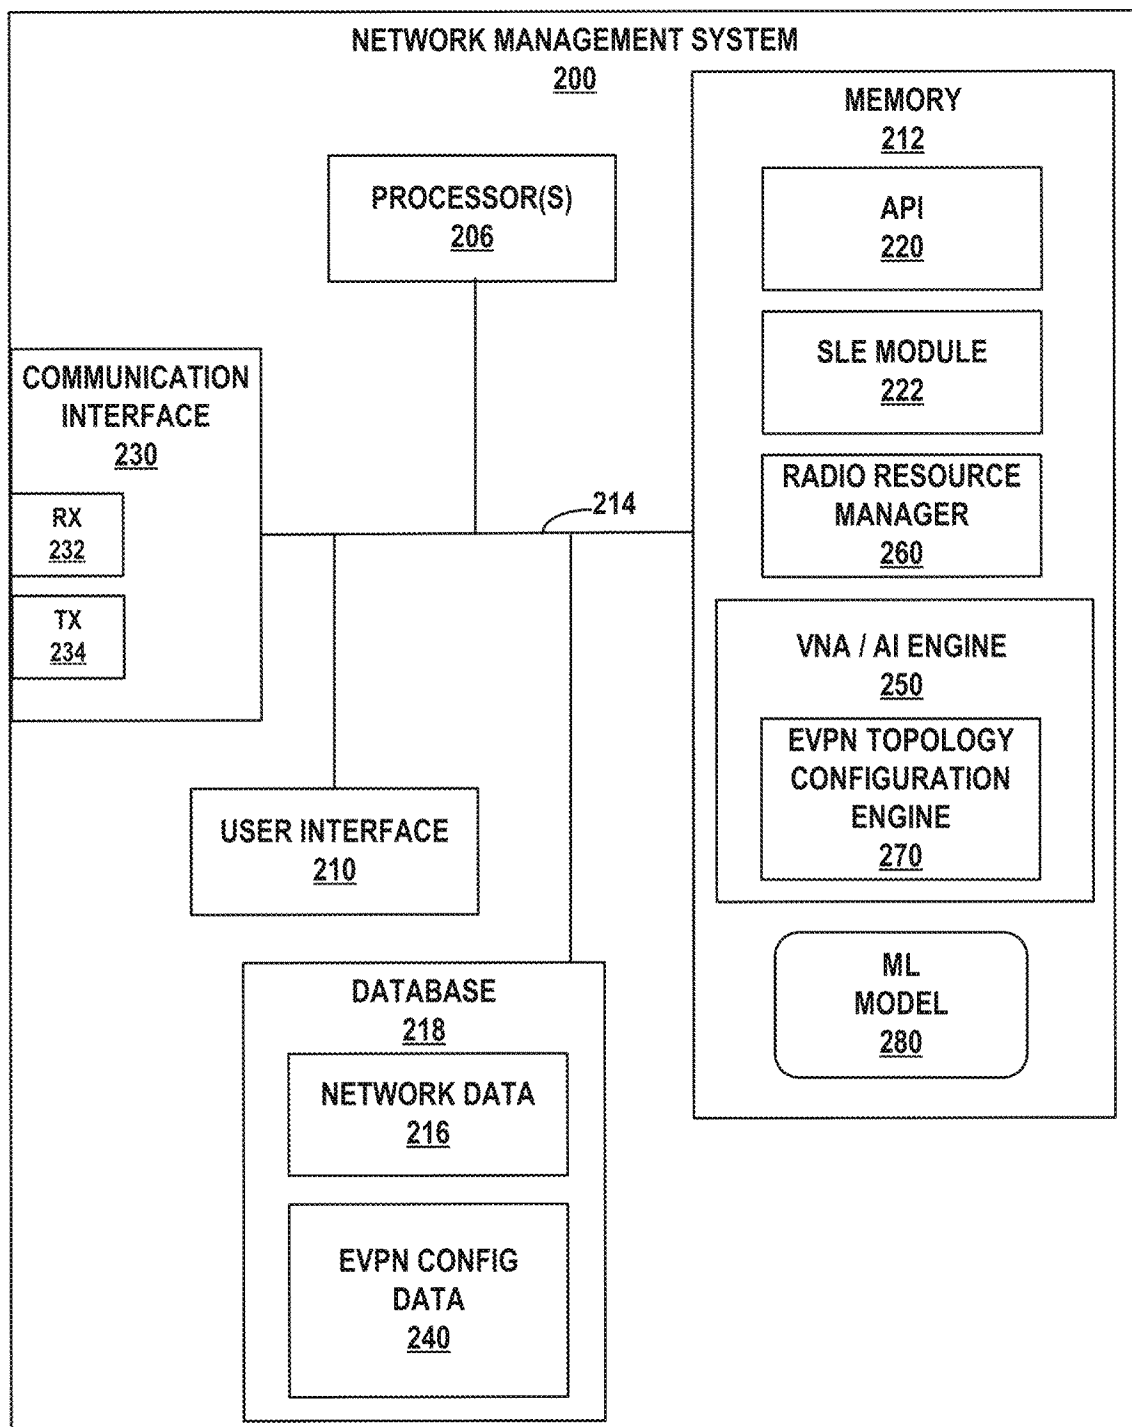 NETWORK MANAGEMENT SYSTEM
200
MEMORY
212
PROCESSOR(S)
206
API
220
SLE MODULE
222
COMMUNICATION
INTERFACE
230
RX
232
TX
234
214
RADIO RESOURCE
MANAGER
260
VNA / AI ENGINE
250
EVPN TOPOLOGY
CONFIGURATION
ENGINE
270
USER INTERFACE
210
ML
MODEL
280
DATABASE
218
NETWORK DATA
216
EVPN CONFIG
DATA
240